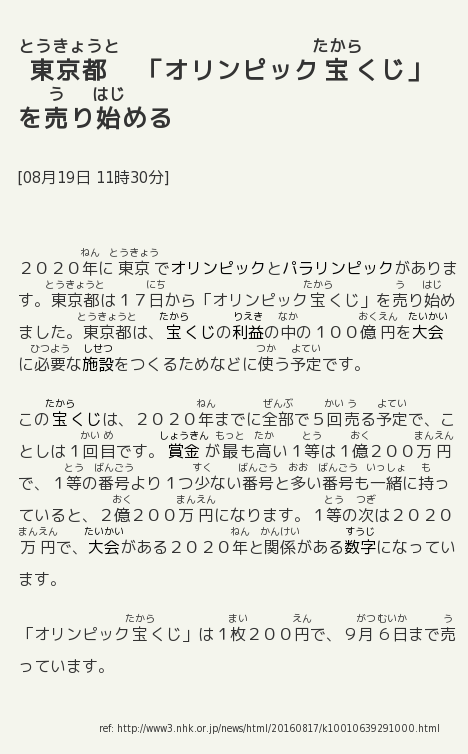 東京都　「オリンピック宝くじ」
を売り始める
[08月19日 11時30分]
２０２０年に東京でオリンピックとパラリンピックがありま
す。東京都は１７日から「オリンピック宝くじ」を売り始め
ました。東京都は、宝くじの利益の中の１００億円を大会
に必要な施設をつくるためなどに使う予定です。
この宝くじは、２０２０年までに全部で５回売る予定で、こ
としは１回目です。賞金が最も高い１等は１億２００万円
で、１等の番号より１つ少ない番号と多い番号も一緒に持っ
ていると、２億２００万円になります。１等の次は２０２０
万円で、大会がある２０２０年と関係がある数字になってい
ます。
「オリンピック宝くじ」は１枚２００円で、９月６日まで売
っています。
ref: http://www3.nhk.or.jp/news/html/20160817/k10010639291000.html